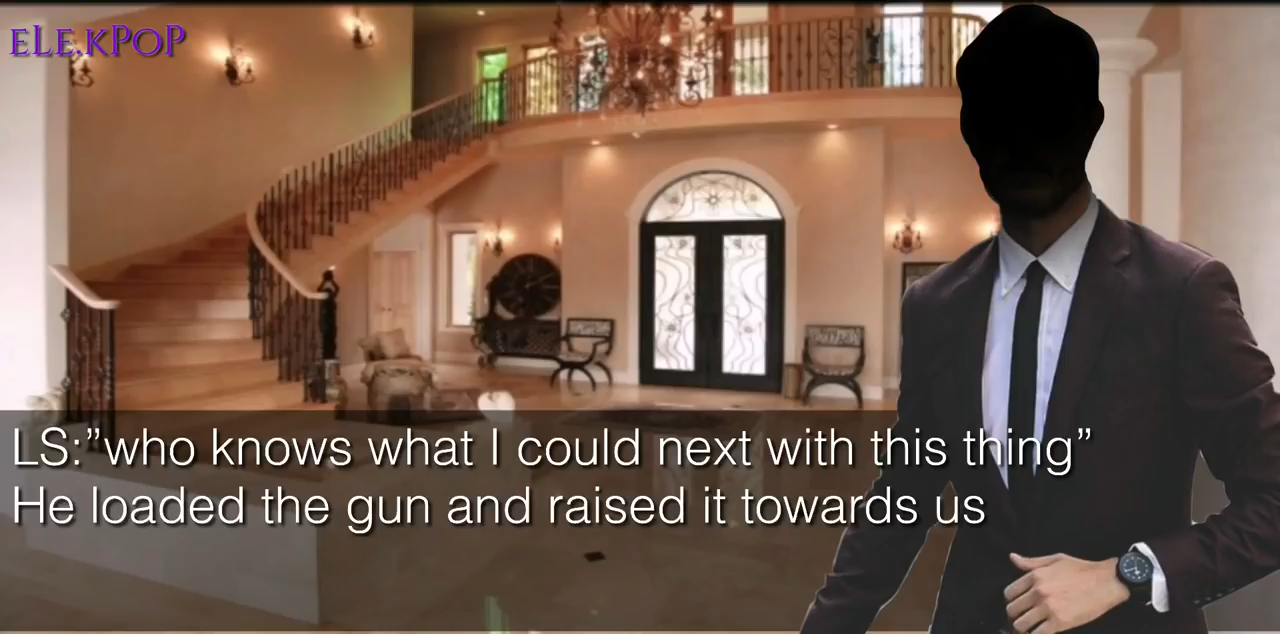 ELE.KPOP
LS:”who knows what I could next with this thing”
He loaded the gun and raised it towards us